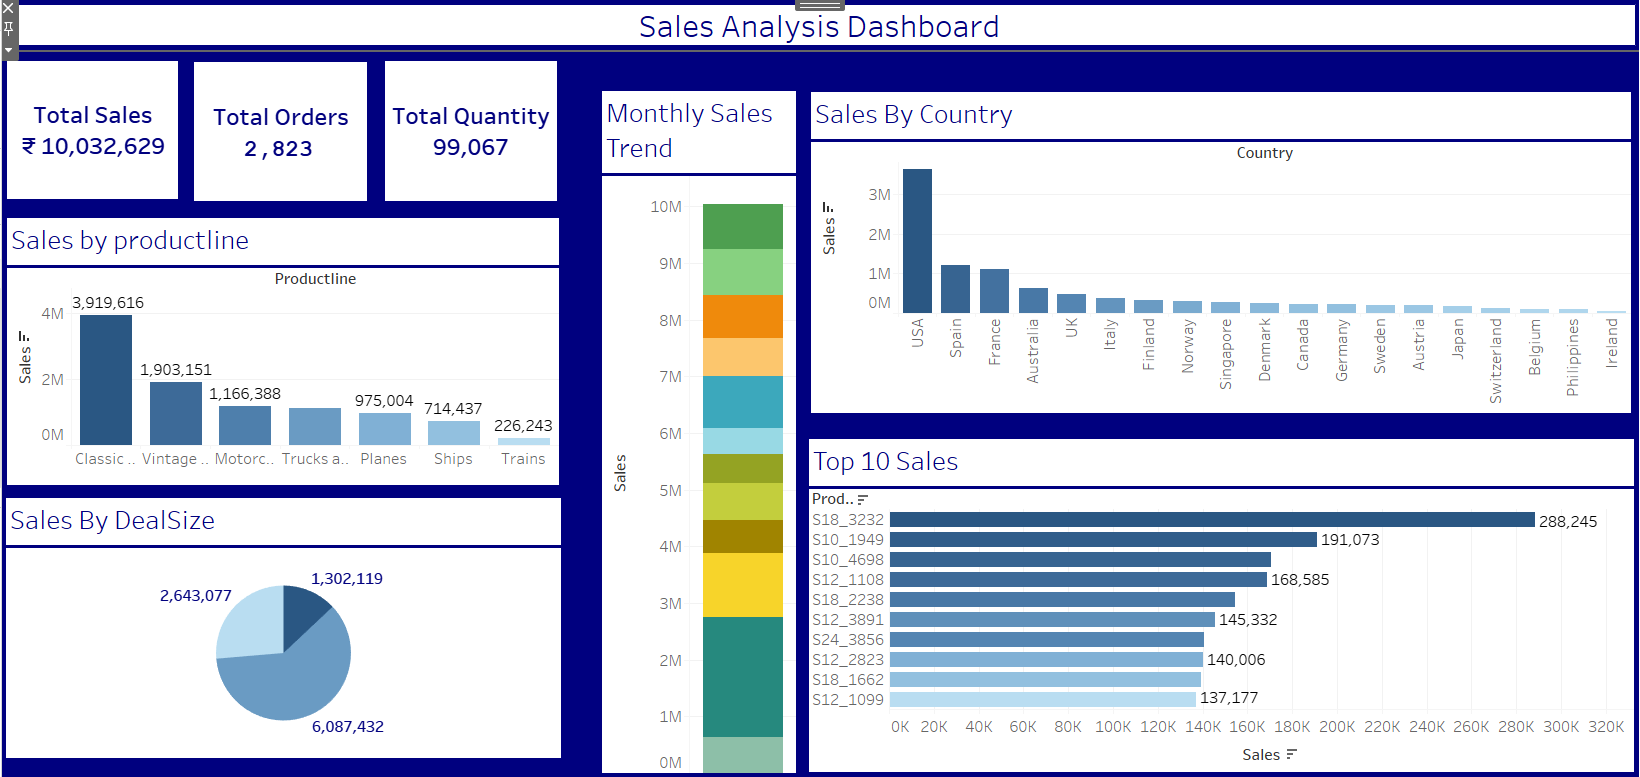 Sales Analysis Dashboard
Total Sales
₹ 10,032,629
Total Orders
2,823
Total Quantity
99,067
Sales by productline
Productline
Sales
4M
2M
0M
3,919,616
1,903,151
1,166,388
975,004
714,437
226,243
Classic ..
Vintage ..
Motorc..
Trucks a..
Planes
Ships
Trains
Sales By DealSize
1,302,119
2,643,077
6,087,432
Monthly Sales
Trend
Sales
10M
9M
8M
7M
6M
5M
4M
3M
2M
1M
0M
Sales By Country
Country
Sales
3M
2M
1M
0M
USA
Spain
France
Australia
UK
Italy
Finland
Norway
Singapore
Denmark
Canada
Germany
Sweden
Austria
Japan
Switzerland
Belgium
Philippines
Ireland
Top 10 Sales
Prod..
S18_3232 288,245
S10_1949 191,073
S10_4698
S12_1108 168,585
S18_2238
S12_3891 145,332
S24_3856
S12_2823 140,006
S18_1662
S12_1099 137,177
0K 20K 40K 60K 80K 100K 120K 140K 160K 180K 200K 220K 240K 260K 280K 300K 320K
Sales